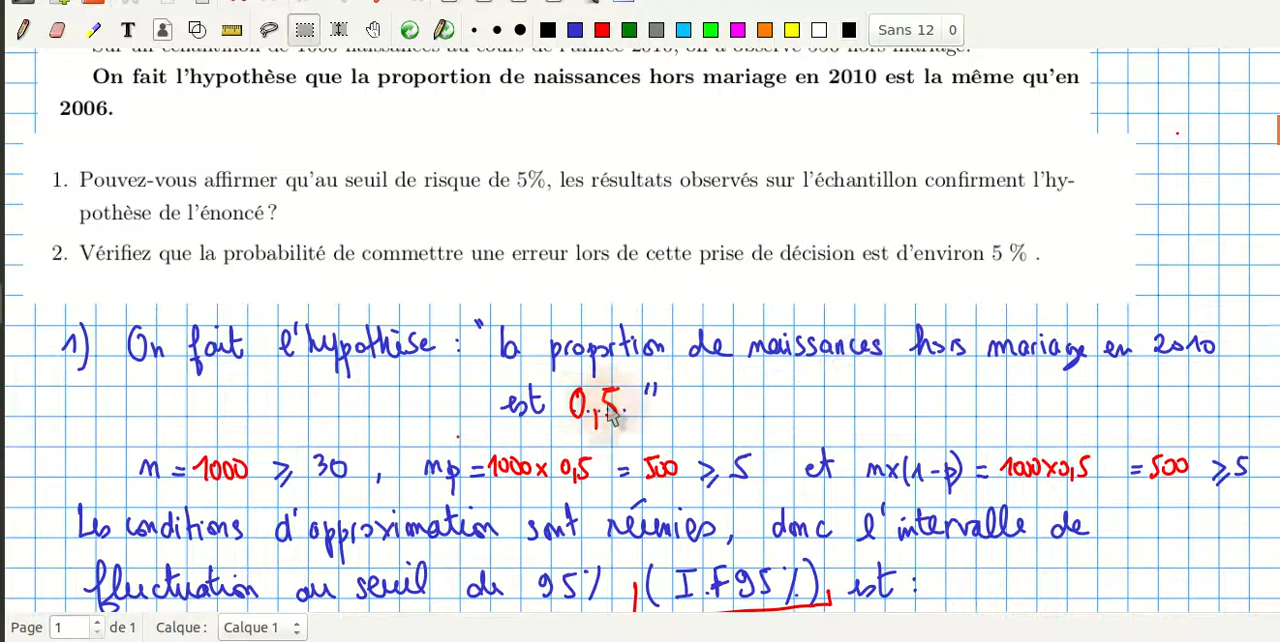 Sans 12 0
On fait l'hypothèse que la proportion de naissances hors mariage en 2010 est la même qu'en
2006.
1. Pouvez-vous affirmer qu'au seuil de risque de 5%, les résultats observés sur l'échantillon confirment l'hy-
pothèse de l'énoncé ?
2. Vérifiez que la probabilité de commettre une erreur lors de cette prise de décision est d'environ 5 % .
1) On fait l'hypothèse : "la proportion de naissances hors mariage en 2010
est 0,5"
n = 1000 ⩾ 30 , np = 1000 × 0,5 = 500 ⩾ 5 et n×(1-p) = 1000×0,5 = 500 ⩾ 5
Les conditions d'approximation sont réunies, donc l'intervalle de
fluctuation au seuil de 95% , (I.F95%), est :
Page 1 de 1 Calque : Calque 1